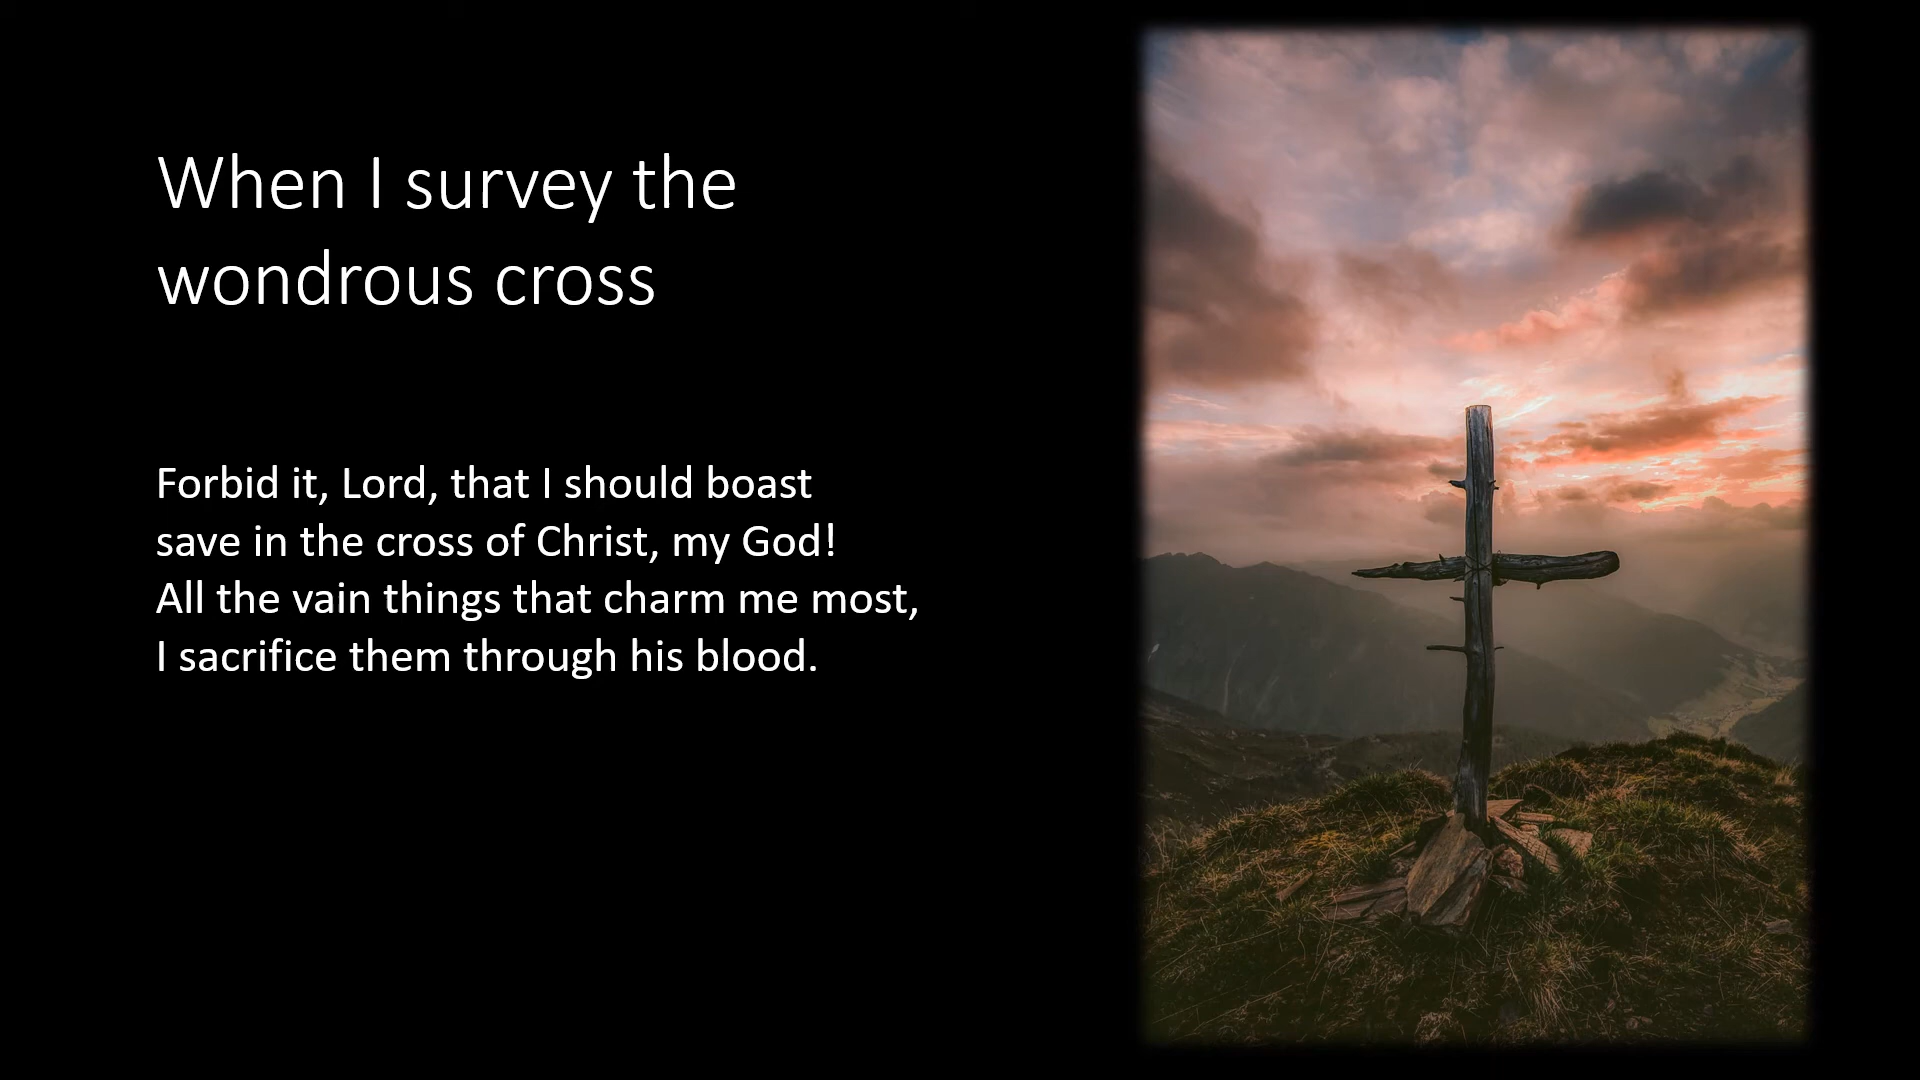 When I survey the
wondrous cross
Forbid it, Lord, that I should boast
save in the cross of Christ, my God!
All the vain things that charm me most,
I sacrifice them through his blood.